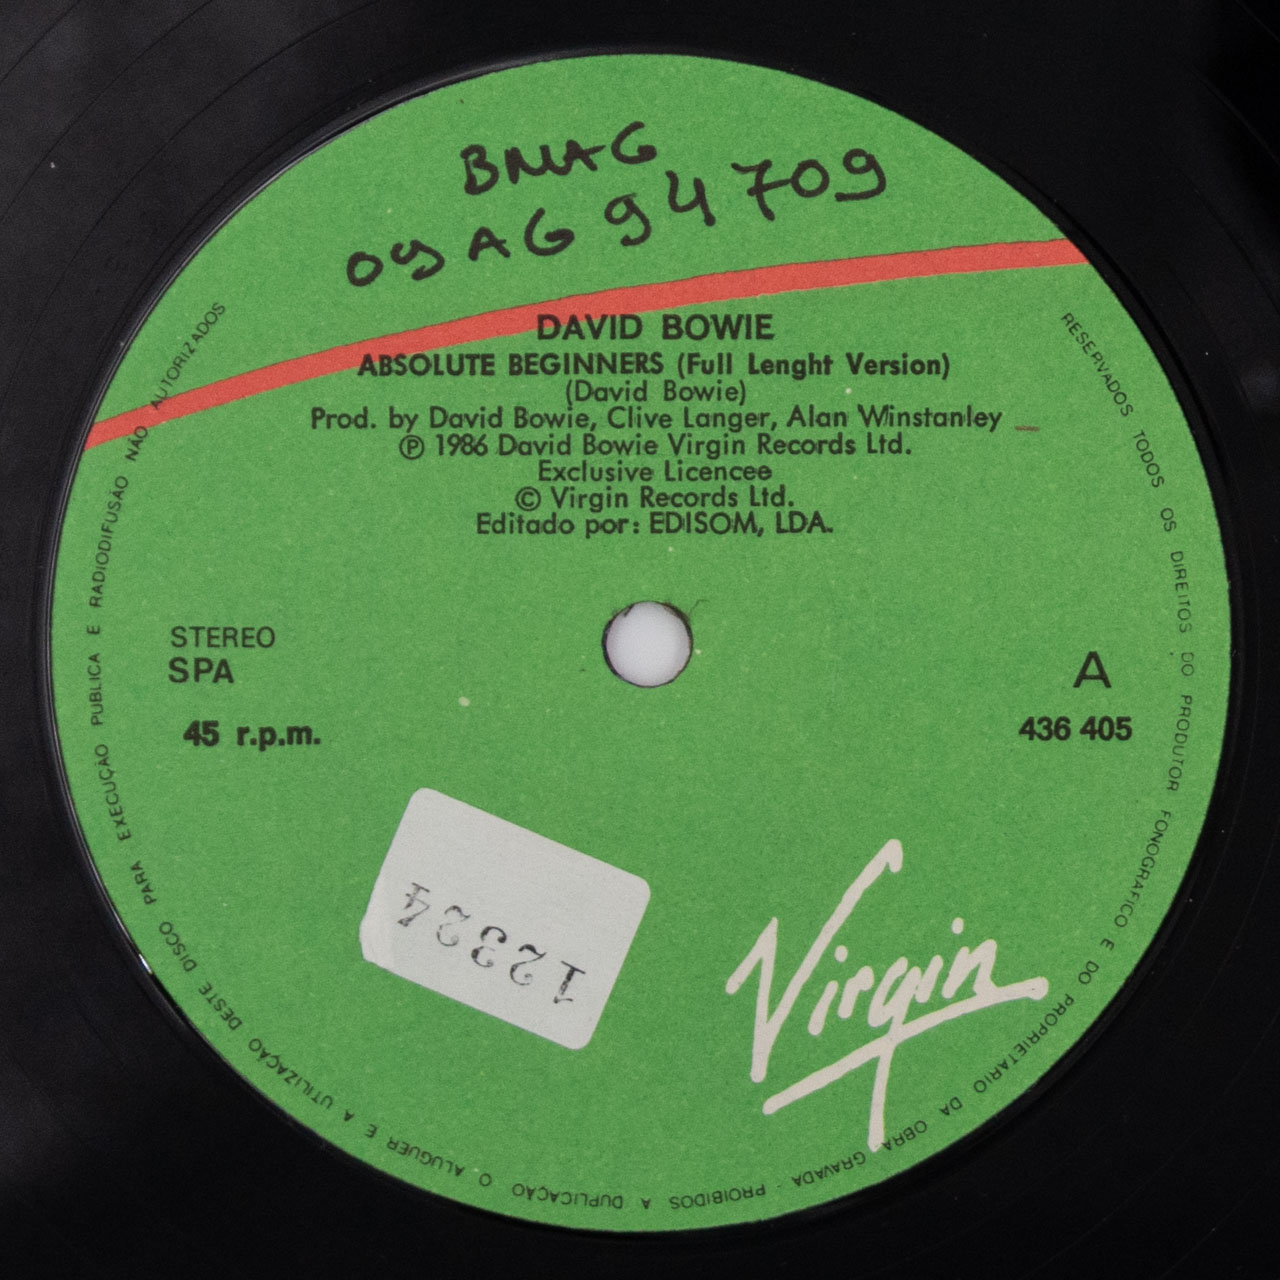 BMAG
09AG94709
DAVID BOWIE
ABSOLUTE BEGINNERS (Full Lenght Version)
(David Bowie)
Prod. by David Bowie, Clive Langer, Alan Winstanley
℗ 1986 David Bowie Virgin Records Ltd.
Exclusive Licencee
© Virgin Records Ltd.
Editado por: EDISOM, LDA.
STEREO
SPA
45 r.p.m.
A
436 405
12324
Virgin
RESERVADOS TODOS OS DIREITOS DO PRODUTOR FONOGRAFICO E DO PROPRIETARIO DA OBRA GRAVADA - PROIBIDOS A DUPLICAÇÃO O ALUGUER E A UTILIZAÇÃO DESTE DISCO PARA EXECUÇÃO PUBLICA E RADIODIFUSÃO NÃO AUTORIZADOS